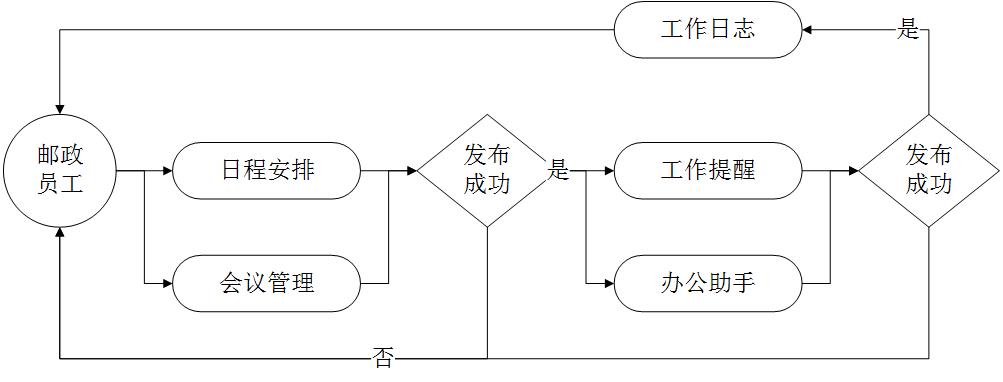 工作日志
是
邮政
员工
日程安排
发布
成功
是
工作提醒
发布
成功
会议管理
办公助手
否